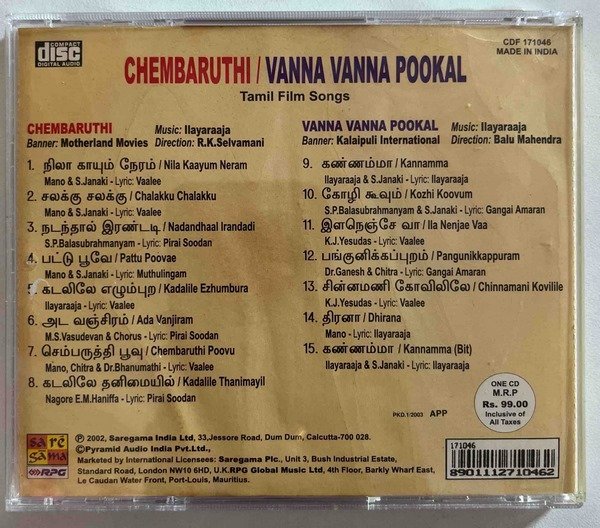 COMPACT
disc
DIGITAL AUDIO
CDF 171046
MADE IN INDIA
CHEMBARUTHI / VANNA VANNA POOKAL
Tamil Film Songs
CHEMBARUTHI Music: Ilayaraaja
Banner: Motherland Movies Direction: R.K.Selvamani
1. நிலா காயும் நேரம் / Nila Kaayum Neram
Mano & S.Janaki - Lyric: Vaalee
2. சலக்கு சலக்கு / Chalakku Chalakku
Mano & S.Janaki - Lyric: Vaalee
3. நடந்தால் இரண்டடி / Nadandhaal Irandadi
S.P.Balasubrahmanyam - Lyric: Pirai Soodan
4. பட்டு பூவே / Pattu Poovae
Mano & S.Janaki - Lyric: Muthulingam
5. கடலிலே எழும்புற / Kadalile Ezhumbura
Ilayaraaja - Lyric: Vaalee
6. அட வஞ்சிரம் / Ada Vanjiram
M.S.Vasudevan & Chorus - Lyric: Pirai Soodan
7. செம்பருத்தி பூவு / Chembaruthi Poovu
Mano, Chitra & Dr.Bhanumathi - Lyric: Vaalee
8. கடலிலே தனிமையில் / Kadalile Thanimayil
Nagore E.M.Haniffa - Lyric: Pirai Soodan
VANNA VANNA POOKAL Music: Ilayaraaja
Banner: Kalaipuli International Direction: Balu Mahendra
9. கண்ணம்மா / Kannamma
Ilayaraaja & S.Janaki - Lyric: Ilayaraaja
10. கோழி கூவும் / Kozhi Koovum
S.P.Balasubrahmanyam & S.Janaki - Lyric: Gangai Amaran
11. இளநெஞ்சே வா / Ila Nenjae Vaa
K.J.Yesudas - Lyric: Vaalee
12. பங்குனிக்கப்புறம் / Pangunikkappuram
Dr.Ganesh & Chitra - Lyric: Gangai Amaran
13. சின்னமணி கோவிலிலே / Chinnamani Kovilile
K.J.Yesudas - Lyric: Vaalee
14. திரனா / Dhirana
Mano - Lyric: Ilayaraaja
15. கண்ணம்மா / Kannamma (Bit)
Ilayaraaja & S.Janaki - Lyric: Ilayaraaja
ONE CD
M.R.P
Rs. 99.00
Inclusive of
All Taxes
PKD.1/2003 APP
sa rê
gama
RPG
℗ 2002, Saregama India Ltd, 33,Jessore Road, Dum Dum, Calcutta-700 028.
©Pyramid Audio India Pvt.Ltd.,
Marketed by International Licensees: Saregama Plc., Unit 3, Bush Industrial Estate,
Standard Road, London NW10 6HD, U.K.RPG Global Music Ltd, 4th Floor, Barkly Wharf East,
Le Caudan Water Front, Port-Louis, Mauritius.
171046
8901112710462